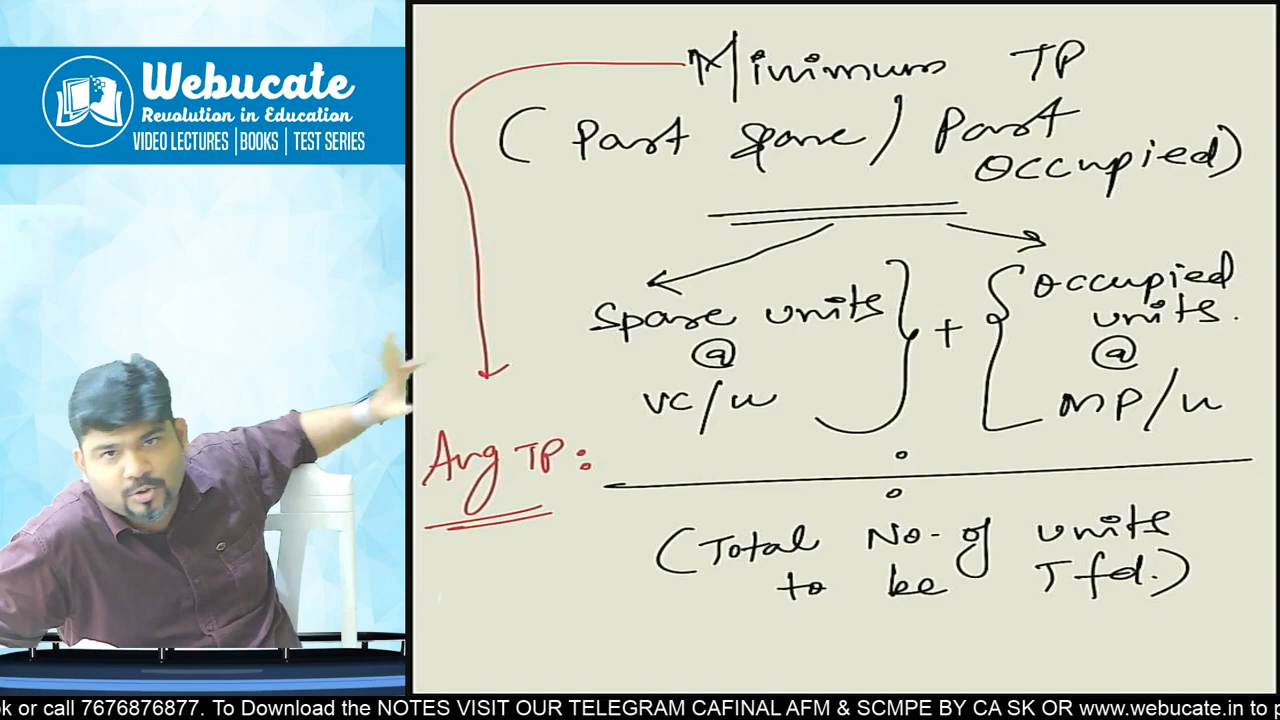 Webucate
Revolution in Education
VIDEO LECTURES | BOOKS | TEST SERIES
Minimum TP
(Part Spare / Part
Occupied)
Spare units
@
VC/u
+
Occupied
units.
@
MP/u
Avg TP:
÷
(Total No. of units
to be Tfd.)
ok or call 7676876877. To Download the NOTES VISIT OUR TELEGRAM CAFINAL AFM & SCMPE BY CA SK OR www.webucate.in to p